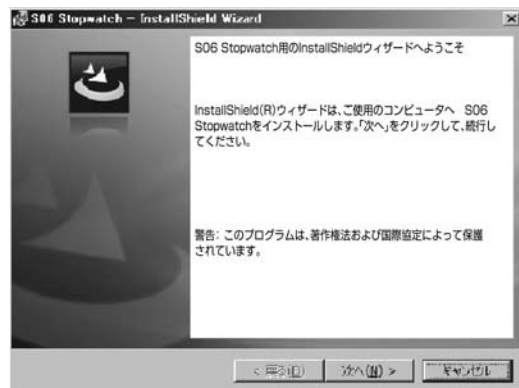 S06 Stopwatch - InstallShield Wizard
S06 Stopwatch用のInstallShieldウィザードへようこそ
InstallShield(R)ウィザードは、ご使用のコンピュータへ S06
Stopwatchをインストールします。「次へ」をクリックして、続行し
てください。
警告: このプログラムは、著作権法および国際協定によって保護
されています。
< 戻る(B)
次へ(N) >
キャンセル